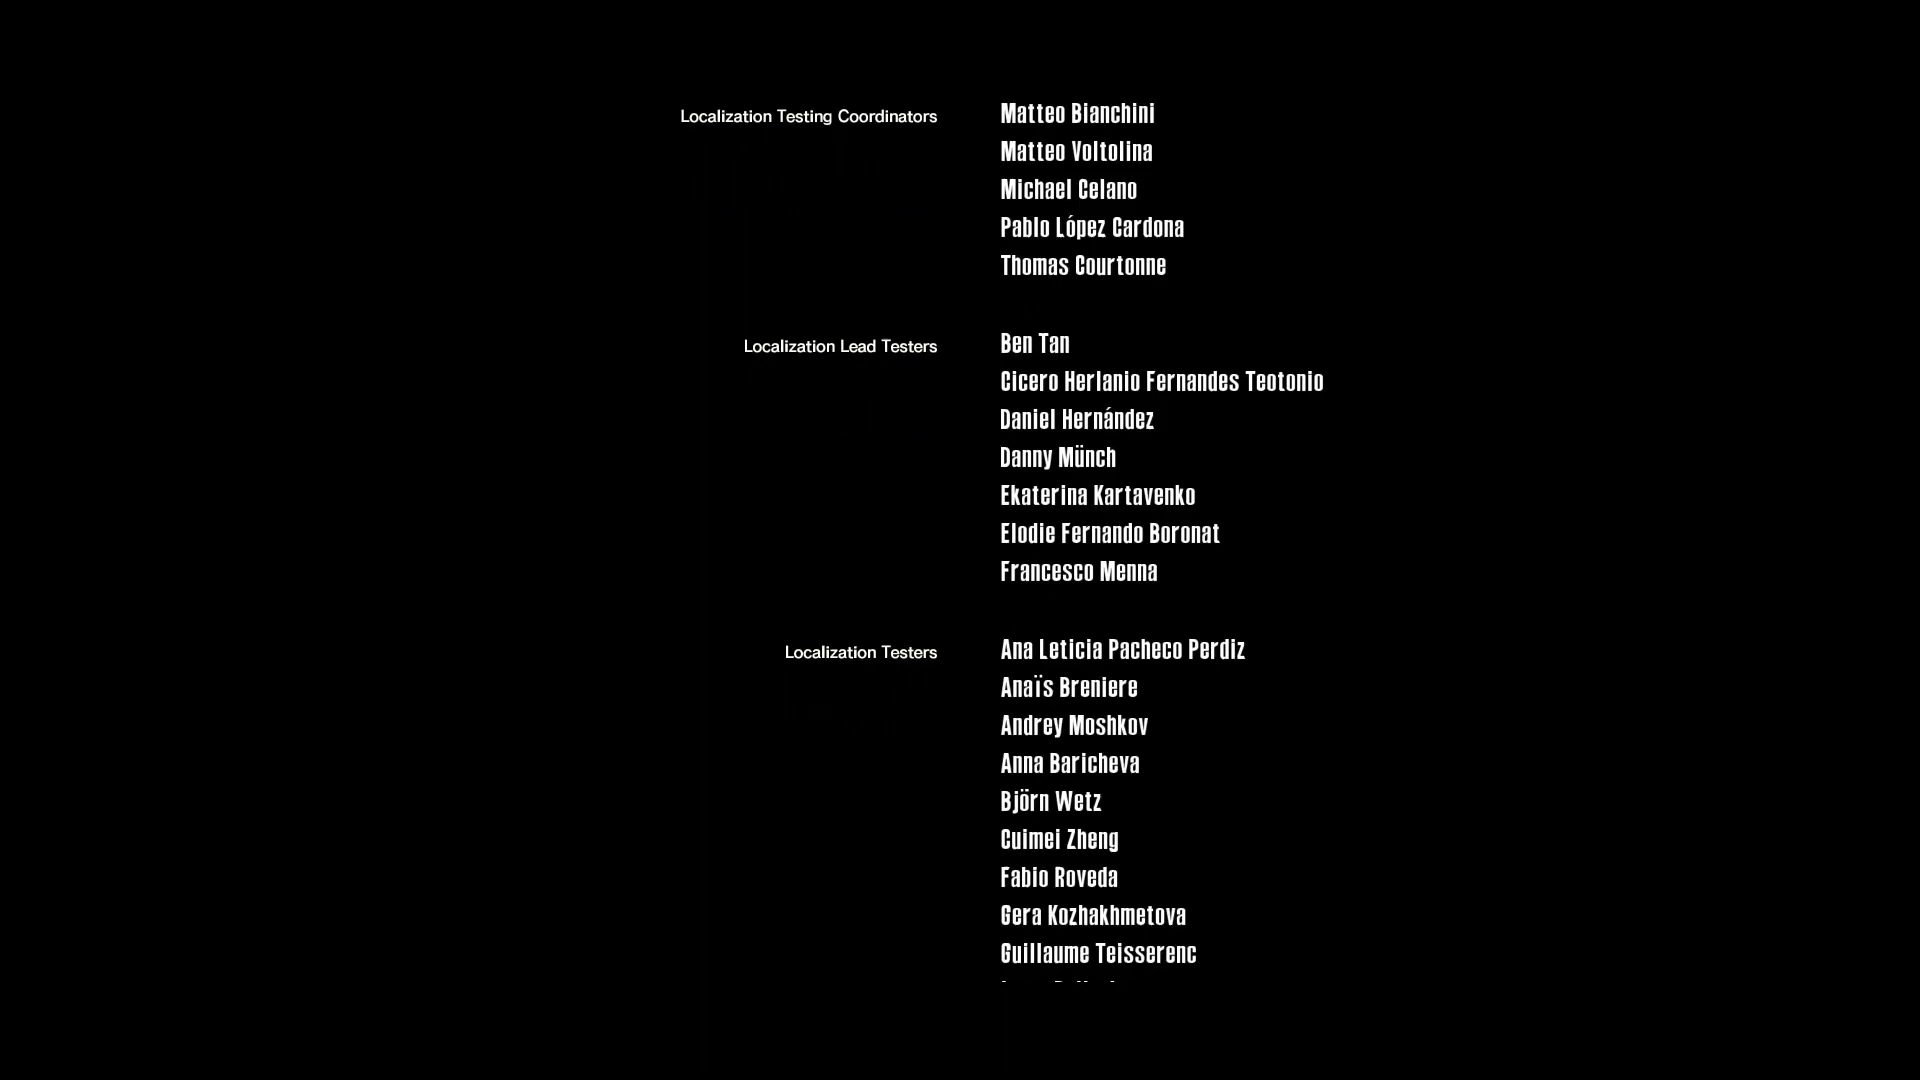 Localization Testing Coordinators Matteo Bianchini
Matteo Voltolina
Michael Celano
Pablo López Cardona
Thomas Courtonne
Localization Lead Testers Ben Tan
Cicero Herlanio Fernandes Teotonio
Daniel Hernández
Danny Münch
Ekaterina Kartavenko
Elodie Fernando Boronat
Francesco Menna
Localization Testers Ana Leticia Pacheco Perdiz
Anaïs Breniere
Andrey Moshkov
Anna Baricheva
Björn Wetz
Cuimei Zheng
Fabio Roveda
Gera Kozhakhmetova
Guillaume Teisserenc